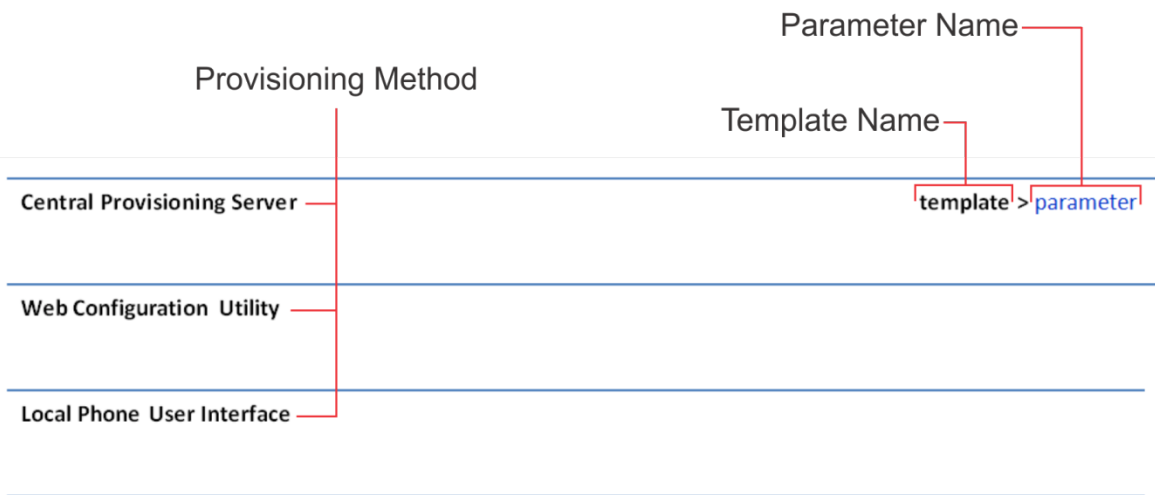 Parameter Name
Provisioning Method
Template Name
Central Provisioning Server
template > parameter
Web Configuration Utility
Local Phone User Interface